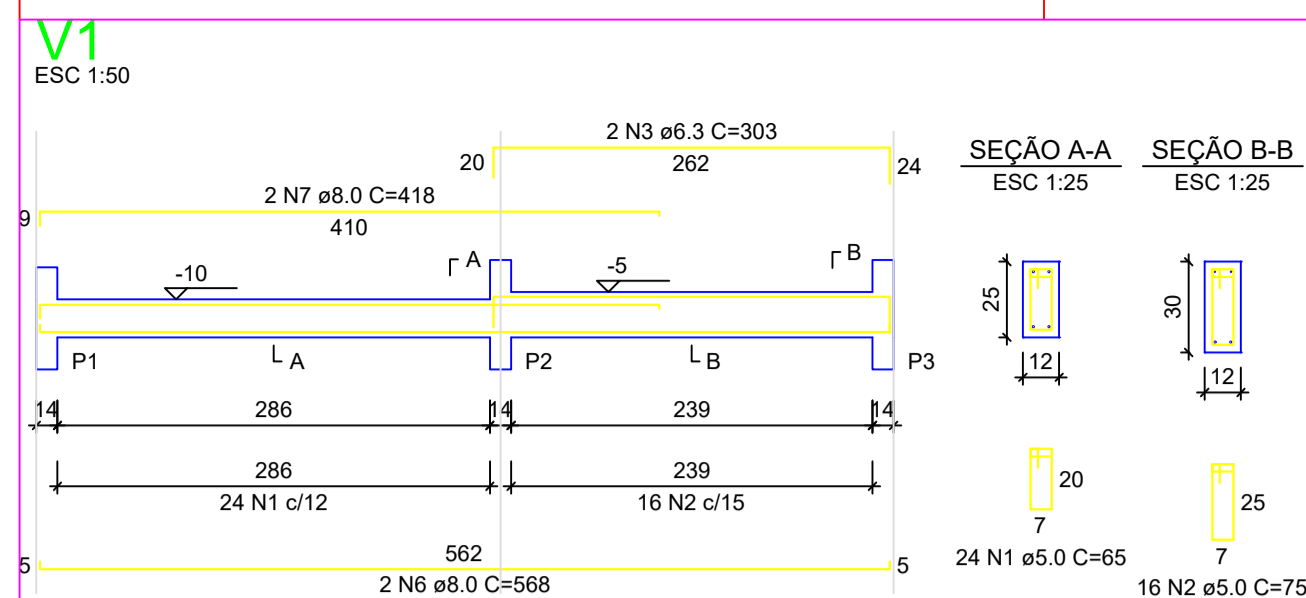 V1
ESC 1:50
2 N3 ø6.3 C=303
20
262
24
2 N7 ø8.0 C=418
9
410
A
B
-10
-5
P1
A
P2
B
P3
14
286
14
239
14
286
239
24 N1 c/12
16 N2 c/15
5
562
5
2 N6 ø8.0 C=568
SEÇÃO A-A
ESC 1:25
25
12
20
7
24 N1 ø5.0 C=65
SEÇÃO B-B
ESC 1:25
30
12
25
7
16 N2 ø5.0 C=75